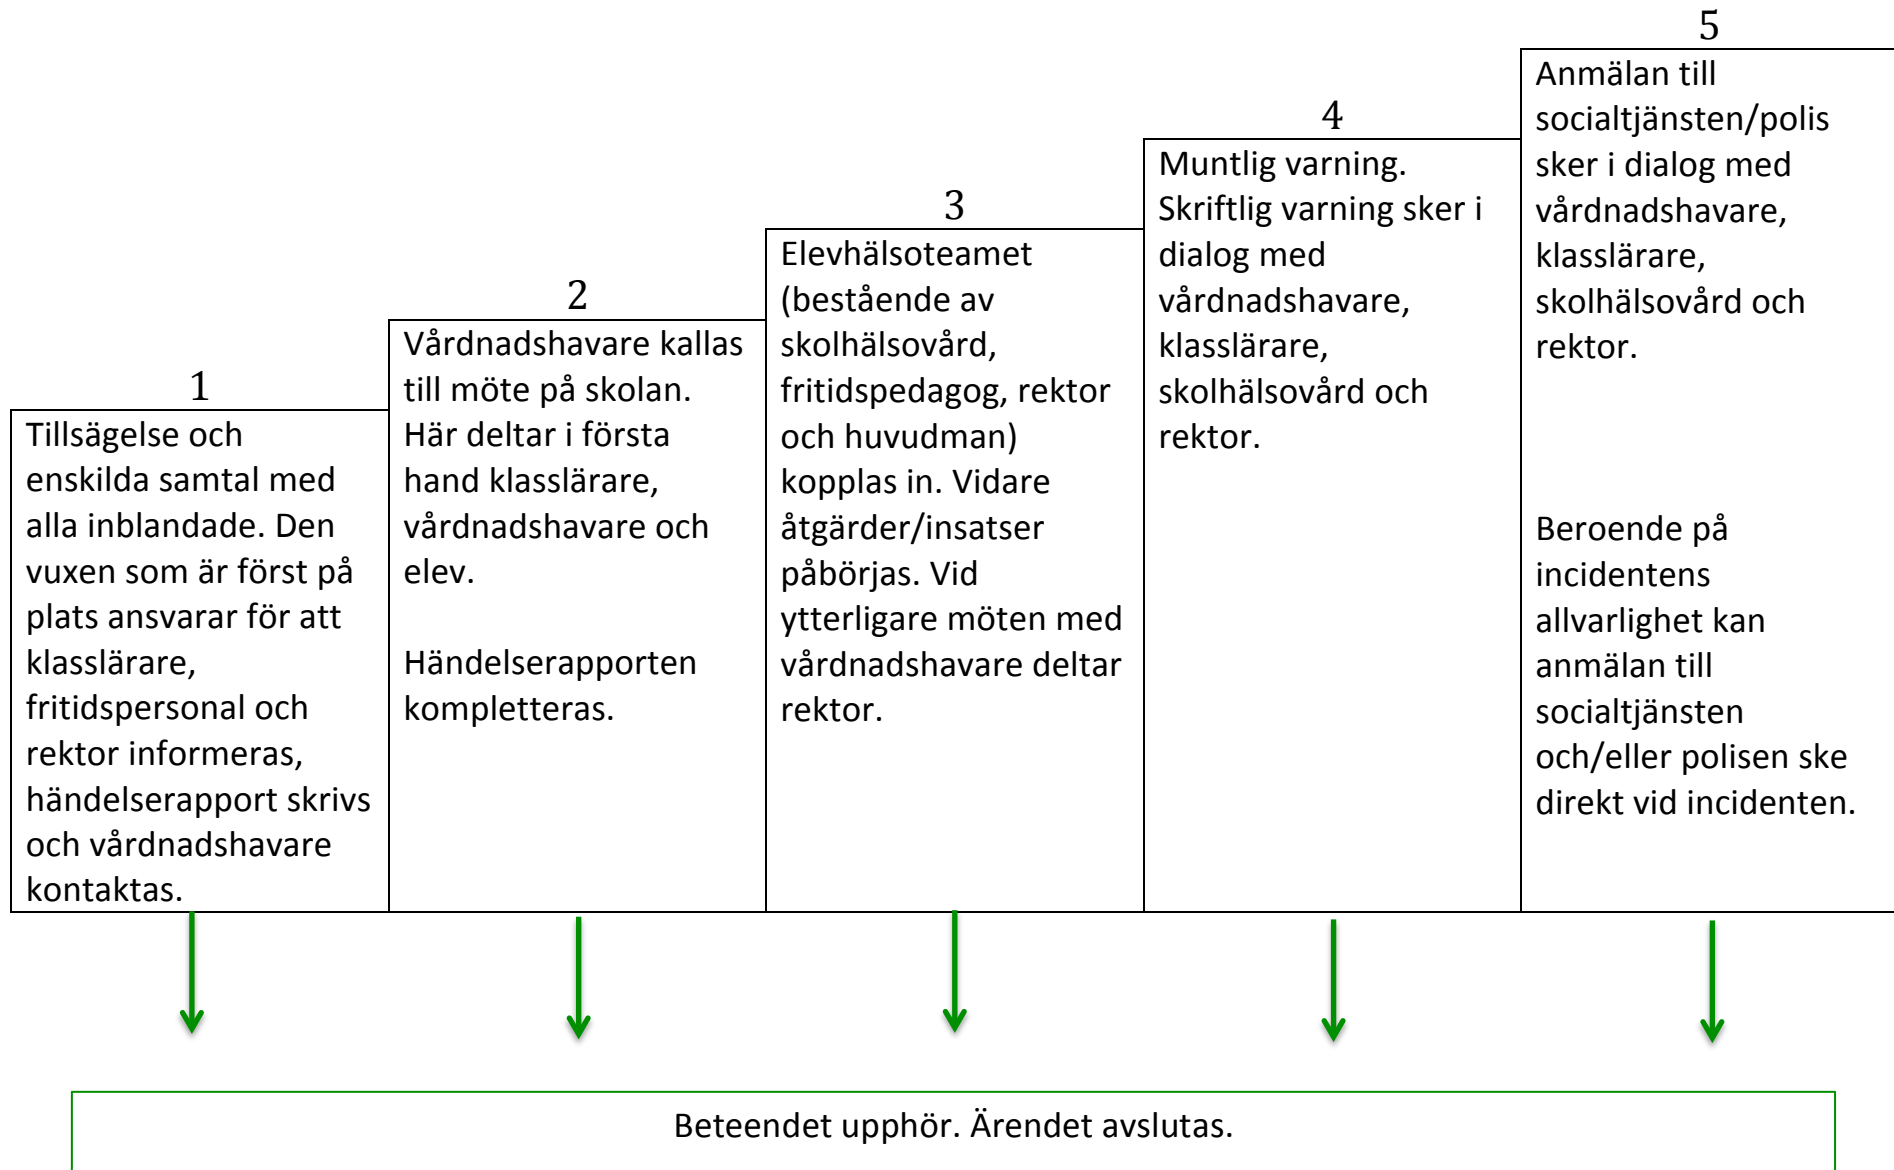 1
Tillsägelse och
enskilda samtal med
alla inblandade. Den
vuxen som är först på
plats ansvarar för att
klasslärare,
fritidspersonal och
rektor informeras,
händelserapport skrivs
och vårdnadshavare
kontaktas.
2
Vårdnadshavare kallas
till möte på skolan.
Här deltar i första
hand klasslärare,
vårdnadshavare och
elev.
Händelserapporten
kompletteras.
3
Elevhälsoteamet
(bestående av
skolhälsovård,
fritidspedagog, rektor
och huvudman)
kopplas in. Vidare
åtgärder/insatser
påbörjas. Vid
ytterligare möten med
vårdnadshavare deltar
rektor.
4
Muntlig varning.
Skriftlig varning sker i
dialog med
vårdnadshavare,
klasslärare,
skolhälsovård och
rektor.
5
Anmälan till
socialtjänsten/polis
sker i dialog med
vårdnadshavare,
klasslärare,
skolhälsovård och
rektor.
Beroende på
incidentens
allvarlighet kan
anmälan till
socialtjänsten
och/eller polisen ske
direkt vid incidenten.
Beteendet upphör. Ärendet avslutas.